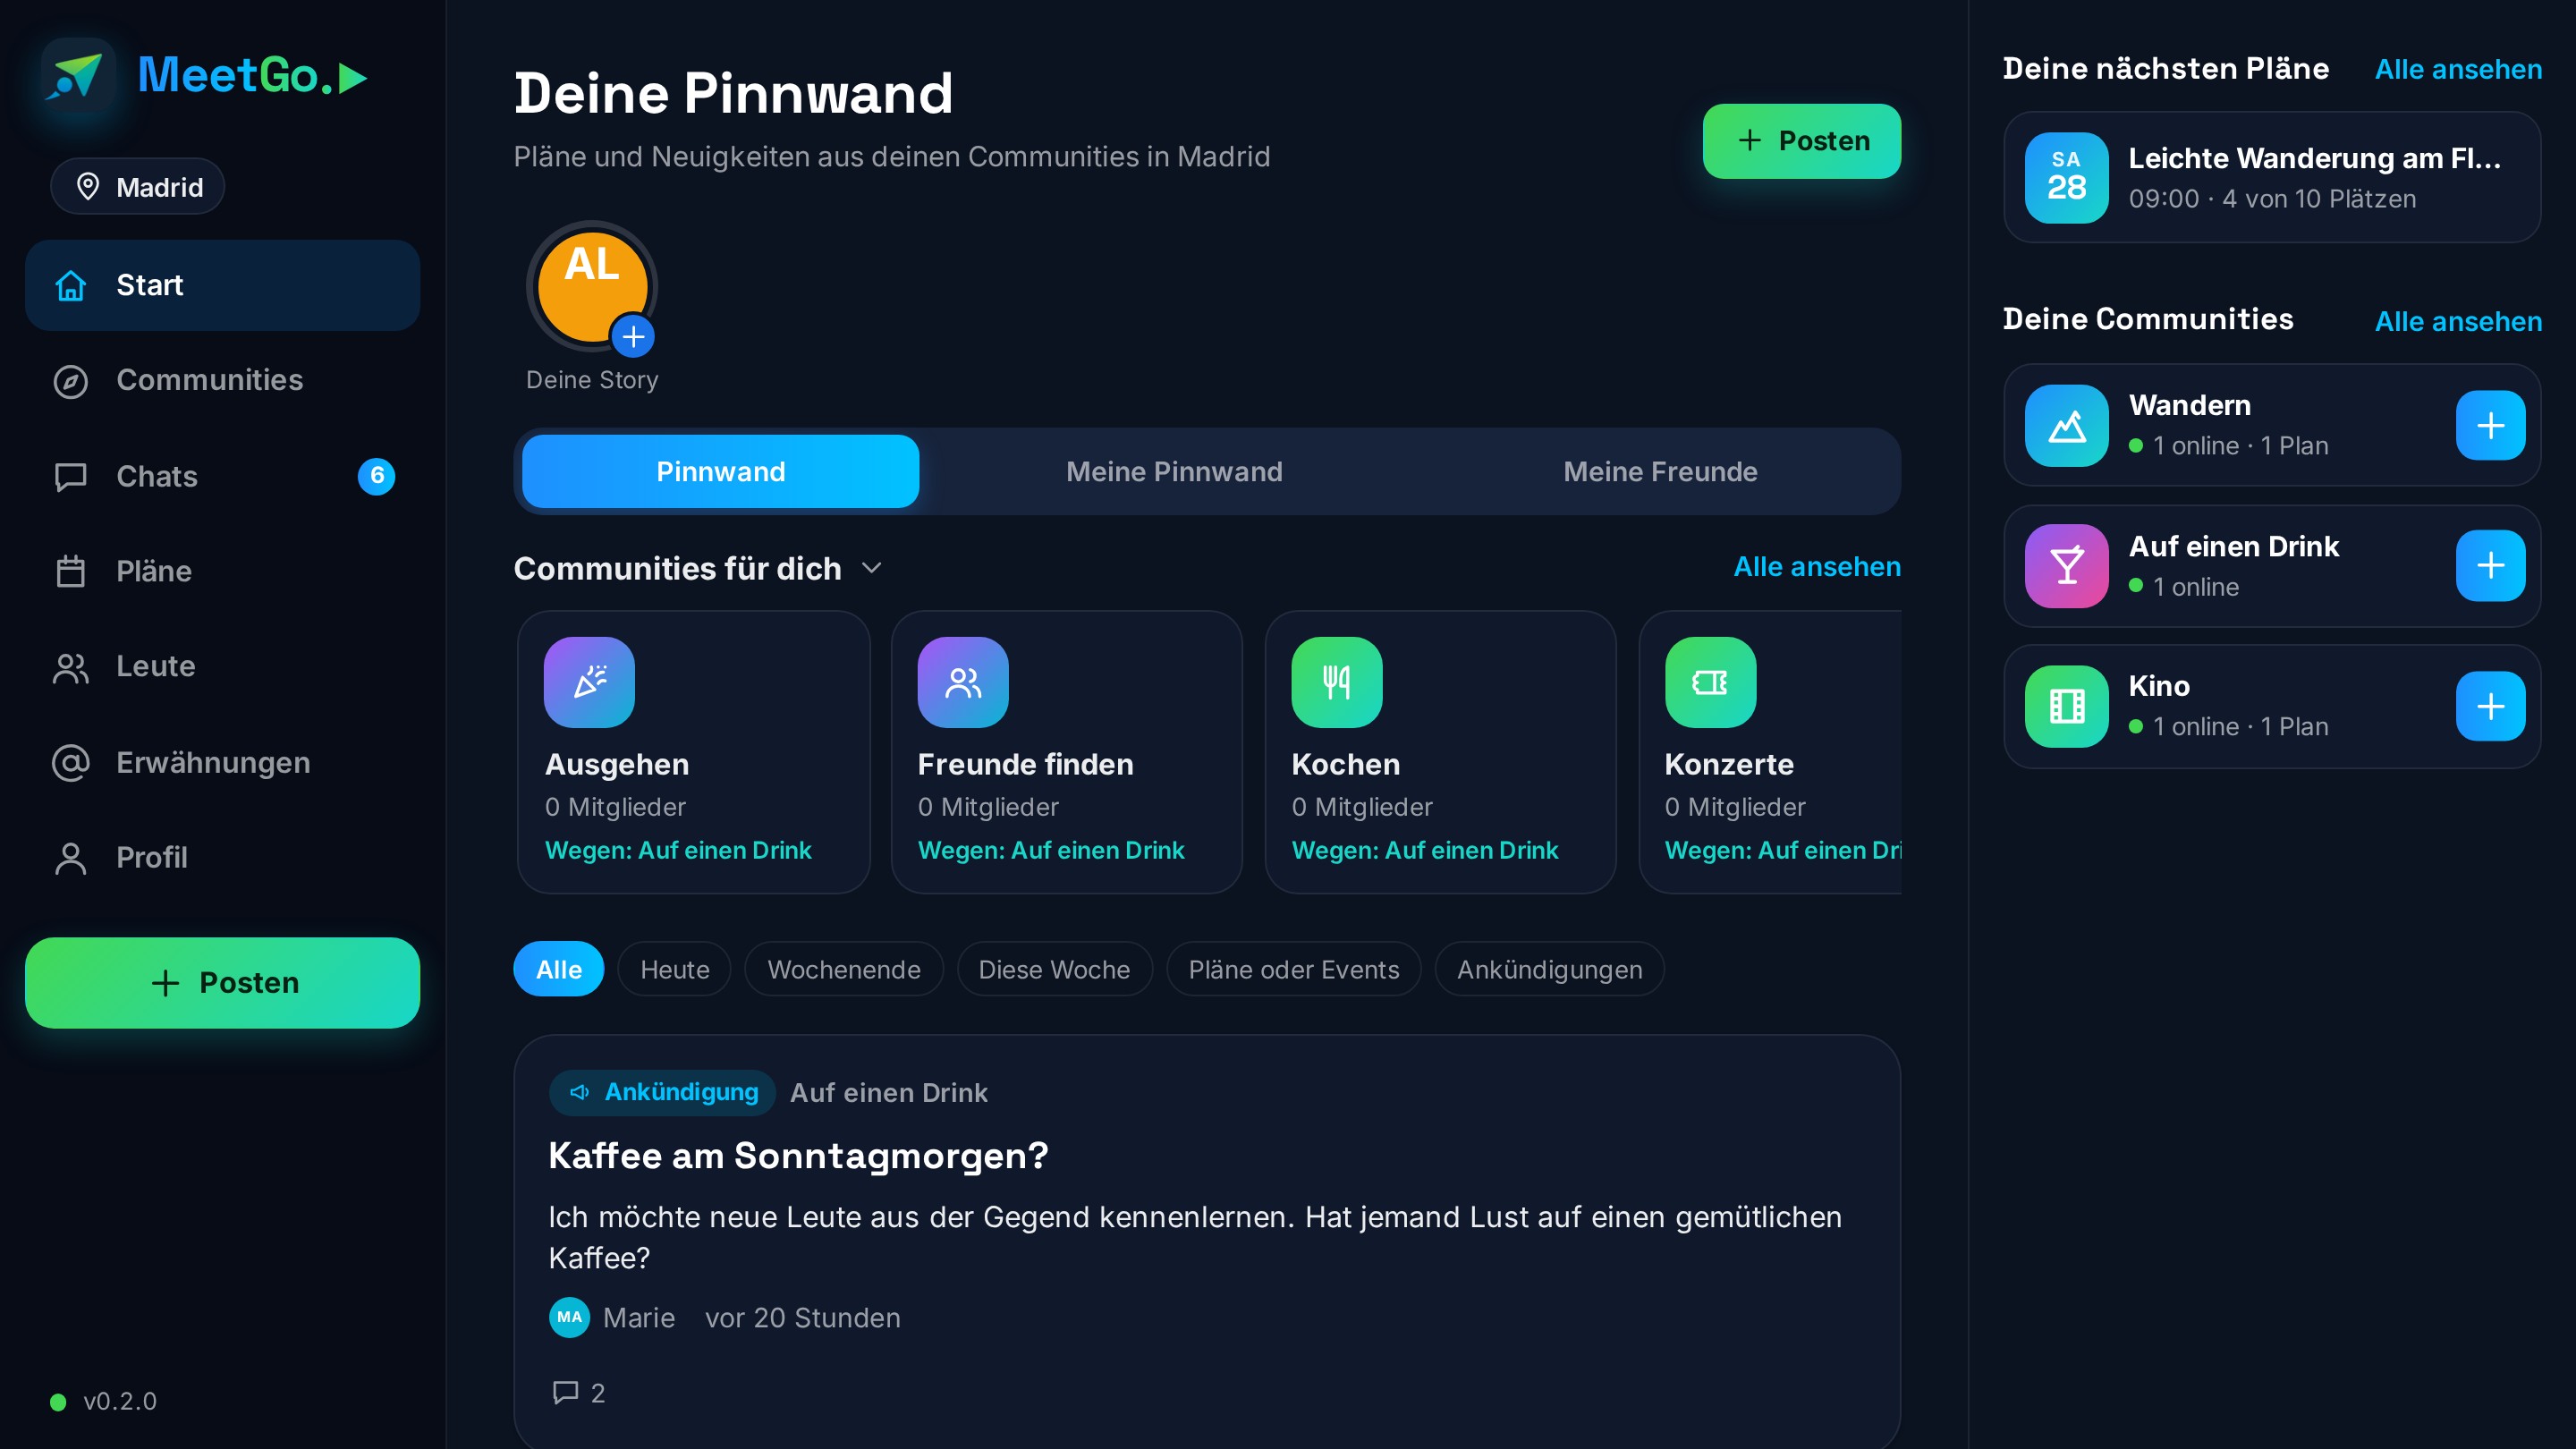 MeetGo.
Madrid
Start
Communities
Chats
6
Pläne
Leute
Erwähnungen
Profil
Posten
v0.2.0
Deine Pinnwand
Pläne und Neuigkeiten aus deinen Communities in Madrid
Posten
AL
Deine Story
Pinnwand
Meine Pinnwand
Meine Freunde
Communities für dich
Alle ansehen
Ausgehen
0 Mitglieder
Wegen: Auf einen Drink
Freunde finden
0 Mitglieder
Wegen: Auf einen Drink
Kochen
0 Mitglieder
Wegen: Auf einen Drink
Konzerte
0 Mitglieder
Wegen: Auf einen Dri
Alle
Heute
Wochenende
Diese Woche
Pläne oder Events
Ankündigungen
Ankündigung Auf einen Drink
Kaffee am Sonntagmorgen?
Ich möchte neue Leute aus der Gegend kennenlernen. Hat jemand Lust auf einen gemütlichen
Kaffee?
MA Marie vor 20 Stunden
2
Deine nächsten Pläne
Alle ansehen
SA
28
Leichte Wanderung am Fl...
09:00 · 4 von 10 Plätzen
Deine Communities
Alle ansehen
Wandern
1 online · 1 Plan
Auf einen Drink
1 online
Kino
1 online · 1 Plan